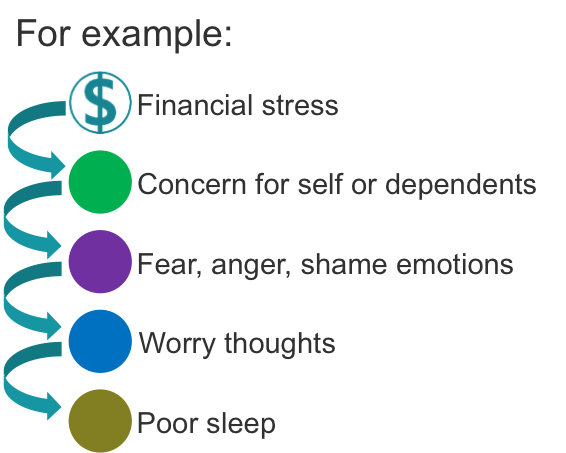 For example:
$ Financial stress
Concern for self or dependents
Fear, anger, shame emotions
Worry thoughts
Poor sleep